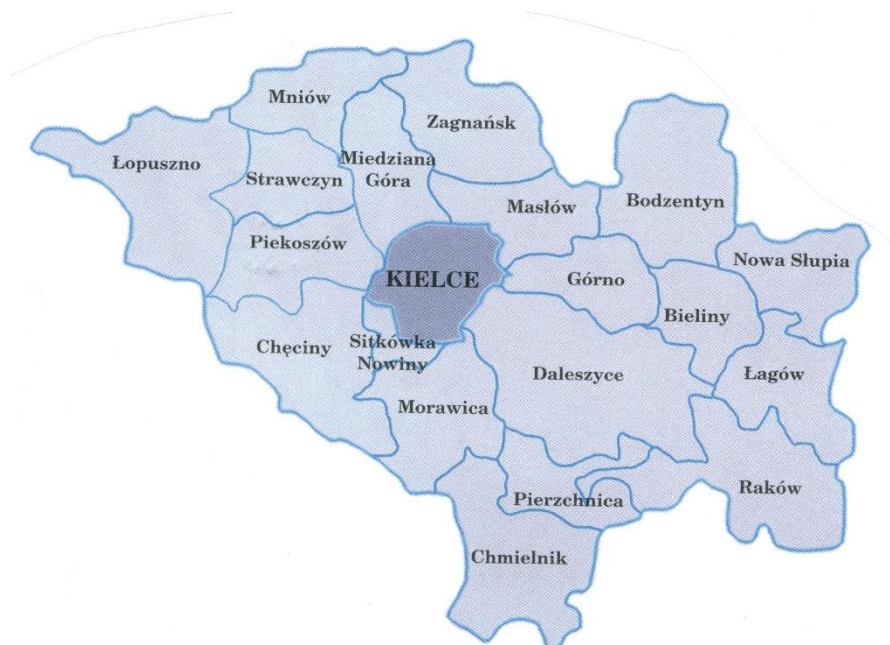 Mniów
Zagnańsk
Łopuszno
Strawczyn
Miedziana
Góra
Masłów
Bodzentyn
Piekoszów
KIELCE
Górno
Nowa Słupia
Bieliny
Chęciny
Sitkówka
Nowiny
Daleszyce
Łagów
Morawica
Pierzchnica
Raków
Chmielnik